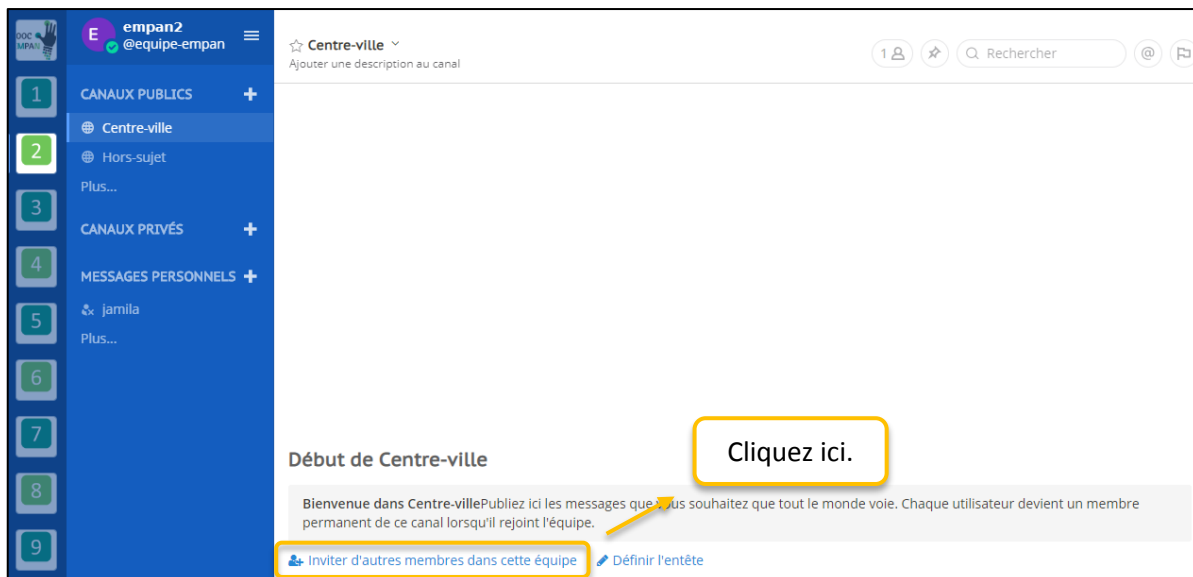 OOC
MPAN
1
2
3
4
5
6
7
8
9
E
empan2
@equipe-empan
CANAUX PUBLICS +
Centre-ville
Hors-sujet
Plus...
CANAUX PRIVÉS +
MESSAGES PERSONNELS +
jamila
Plus...
Centre-ville
Ajouter une description au canal
1
Rechercher
@
Cliquez ici.
Début de Centre-ville
Bienvenue dans Centre-villePubliez ici les messages que vous souhaitez que tout le monde voie. Chaque utilisateur devient un membre
permanent de ce canal lorsqu'il rejoint l'équipe.
Inviter d'autres membres dans cette équipe Définir l'entête